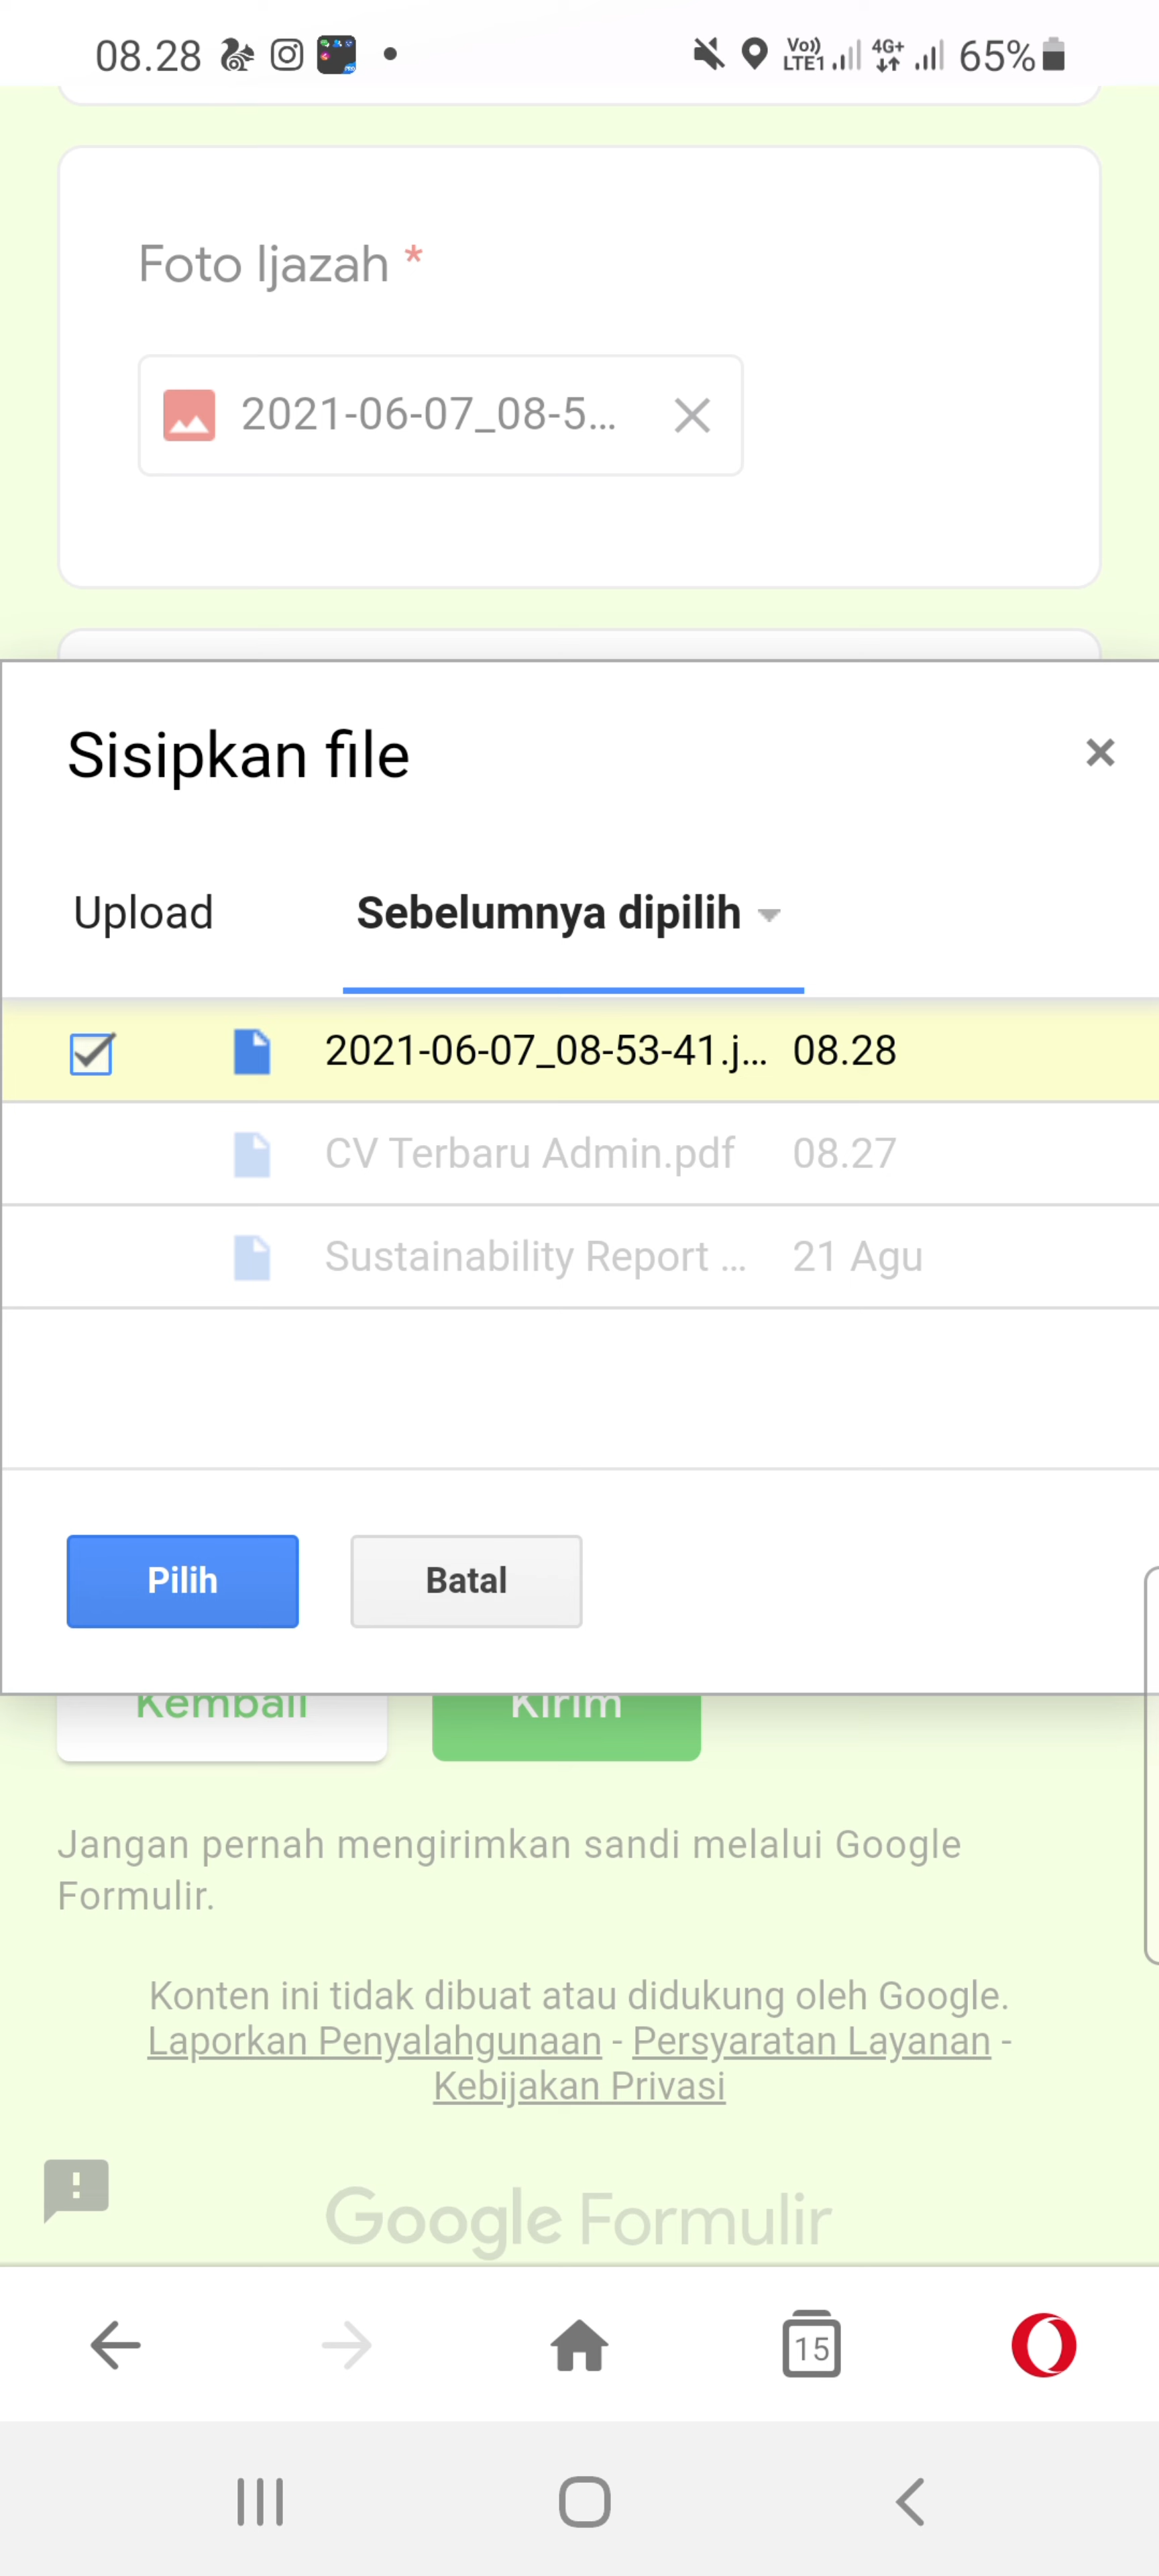 08.28
Vo))
LTE1
4G+
65%
Foto Ijazah *
2021-06-07_08-5...
Sisipkan file
Upload
Sebelumnya dipilih
2021-06-07_08-53-41.j... 08.28
CV Terbaru Admin.pdf 08.27
Sustainability Report ... 21 Agu
Pilih
Batal
Kembali
Kirim
Jangan pernah mengirimkan sandi melalui Google
Formulir.
Konten ini tidak dibuat atau didukung oleh Google.
Laporkan Penyalahgunaan - Persyaratan Layanan -
Kebijakan Privasi
Google Formulir
15